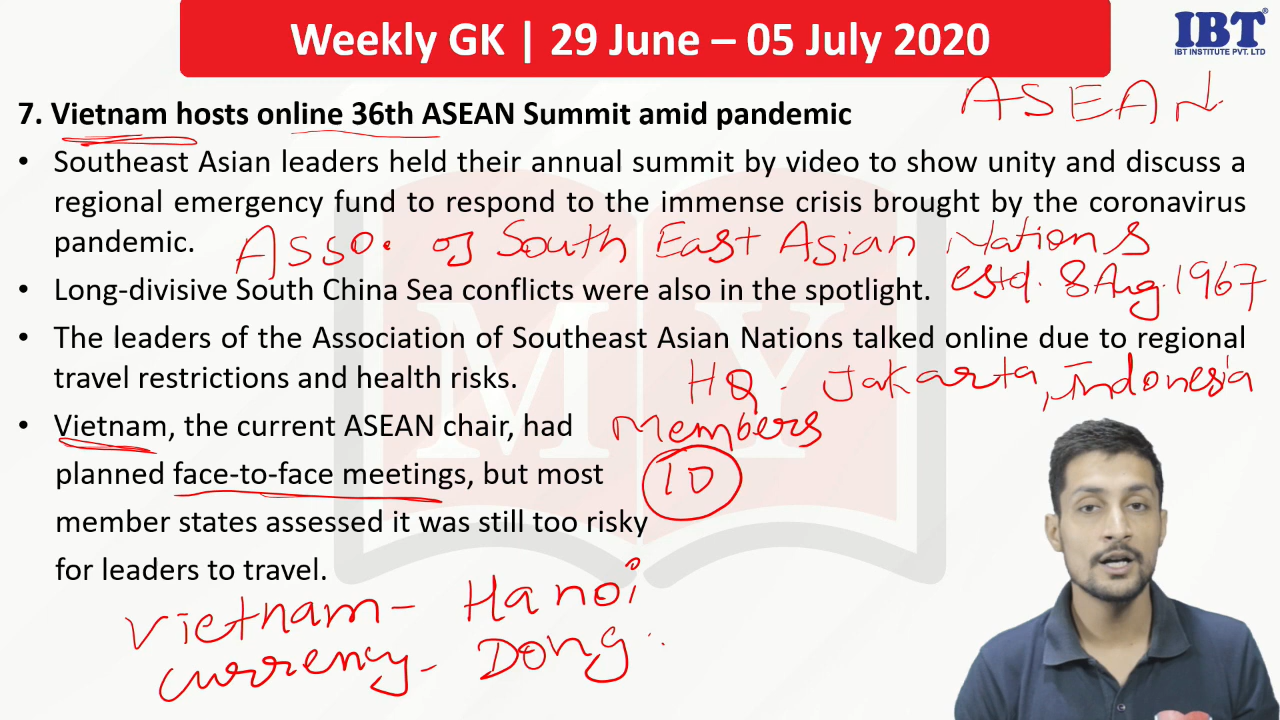 Weekly GK | 29 June – 05 July 2020
IBT
IBT INSTITUTE PVT. LTD
ASEAN
7. Vietnam hosts online 36th ASEAN Summit amid pandemic
• Southeast Asian leaders held their annual summit by video to show unity and discuss a
regional emergency fund to respond to the immense crisis brought by the coronavirus
pandemic.
Asso. of South East Asian Nations
• Long-divisive South China Sea conflicts were also in the spotlight.
estd. 8 Aug. 1967
• The leaders of the Association of Southeast Asian Nations talked online due to regional
travel restrictions and health risks.
HQ - Jakarta, Indonesia
• Vietnam, the current ASEAN chair, had
planned face-to-face meetings, but most
member states assessed it was still too risky
for leaders to travel.
Members
10
Vietnam - Hanoi
currency - Dong
MY